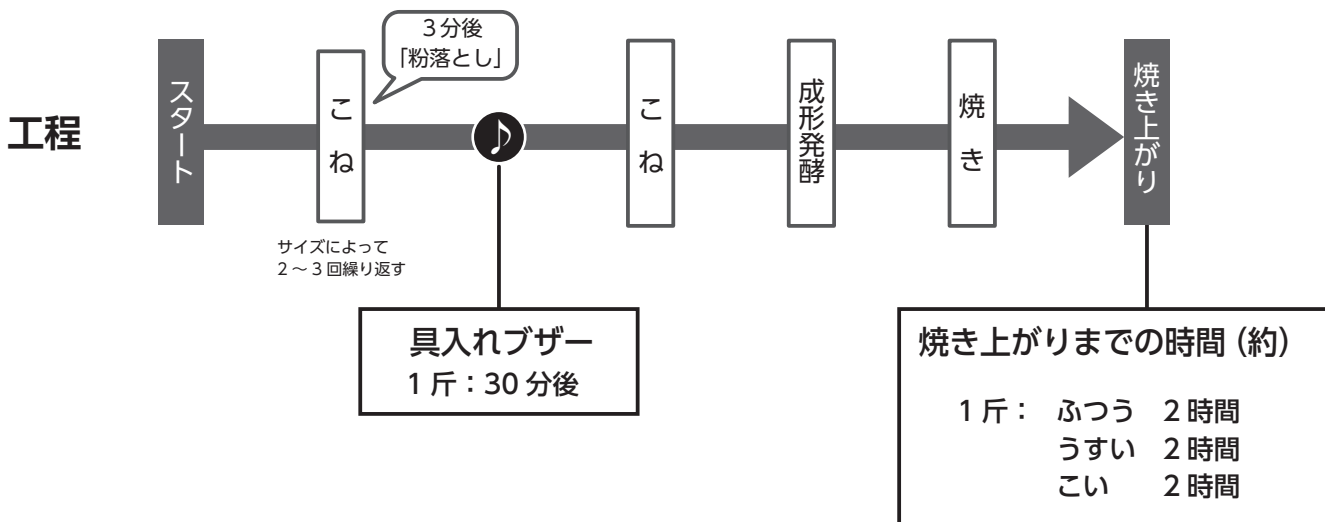 工程
スタート
こね
3分後
「粉落とし」
サイズによって
2〜3回繰り返す
♪
具入れブザー
1斤：30分後
こね
成形発酵
焼き
焼き上がり
焼き上がりまでの時間（約）
1斤： ふつう 2時間
うすい 2時間
こい 2時間